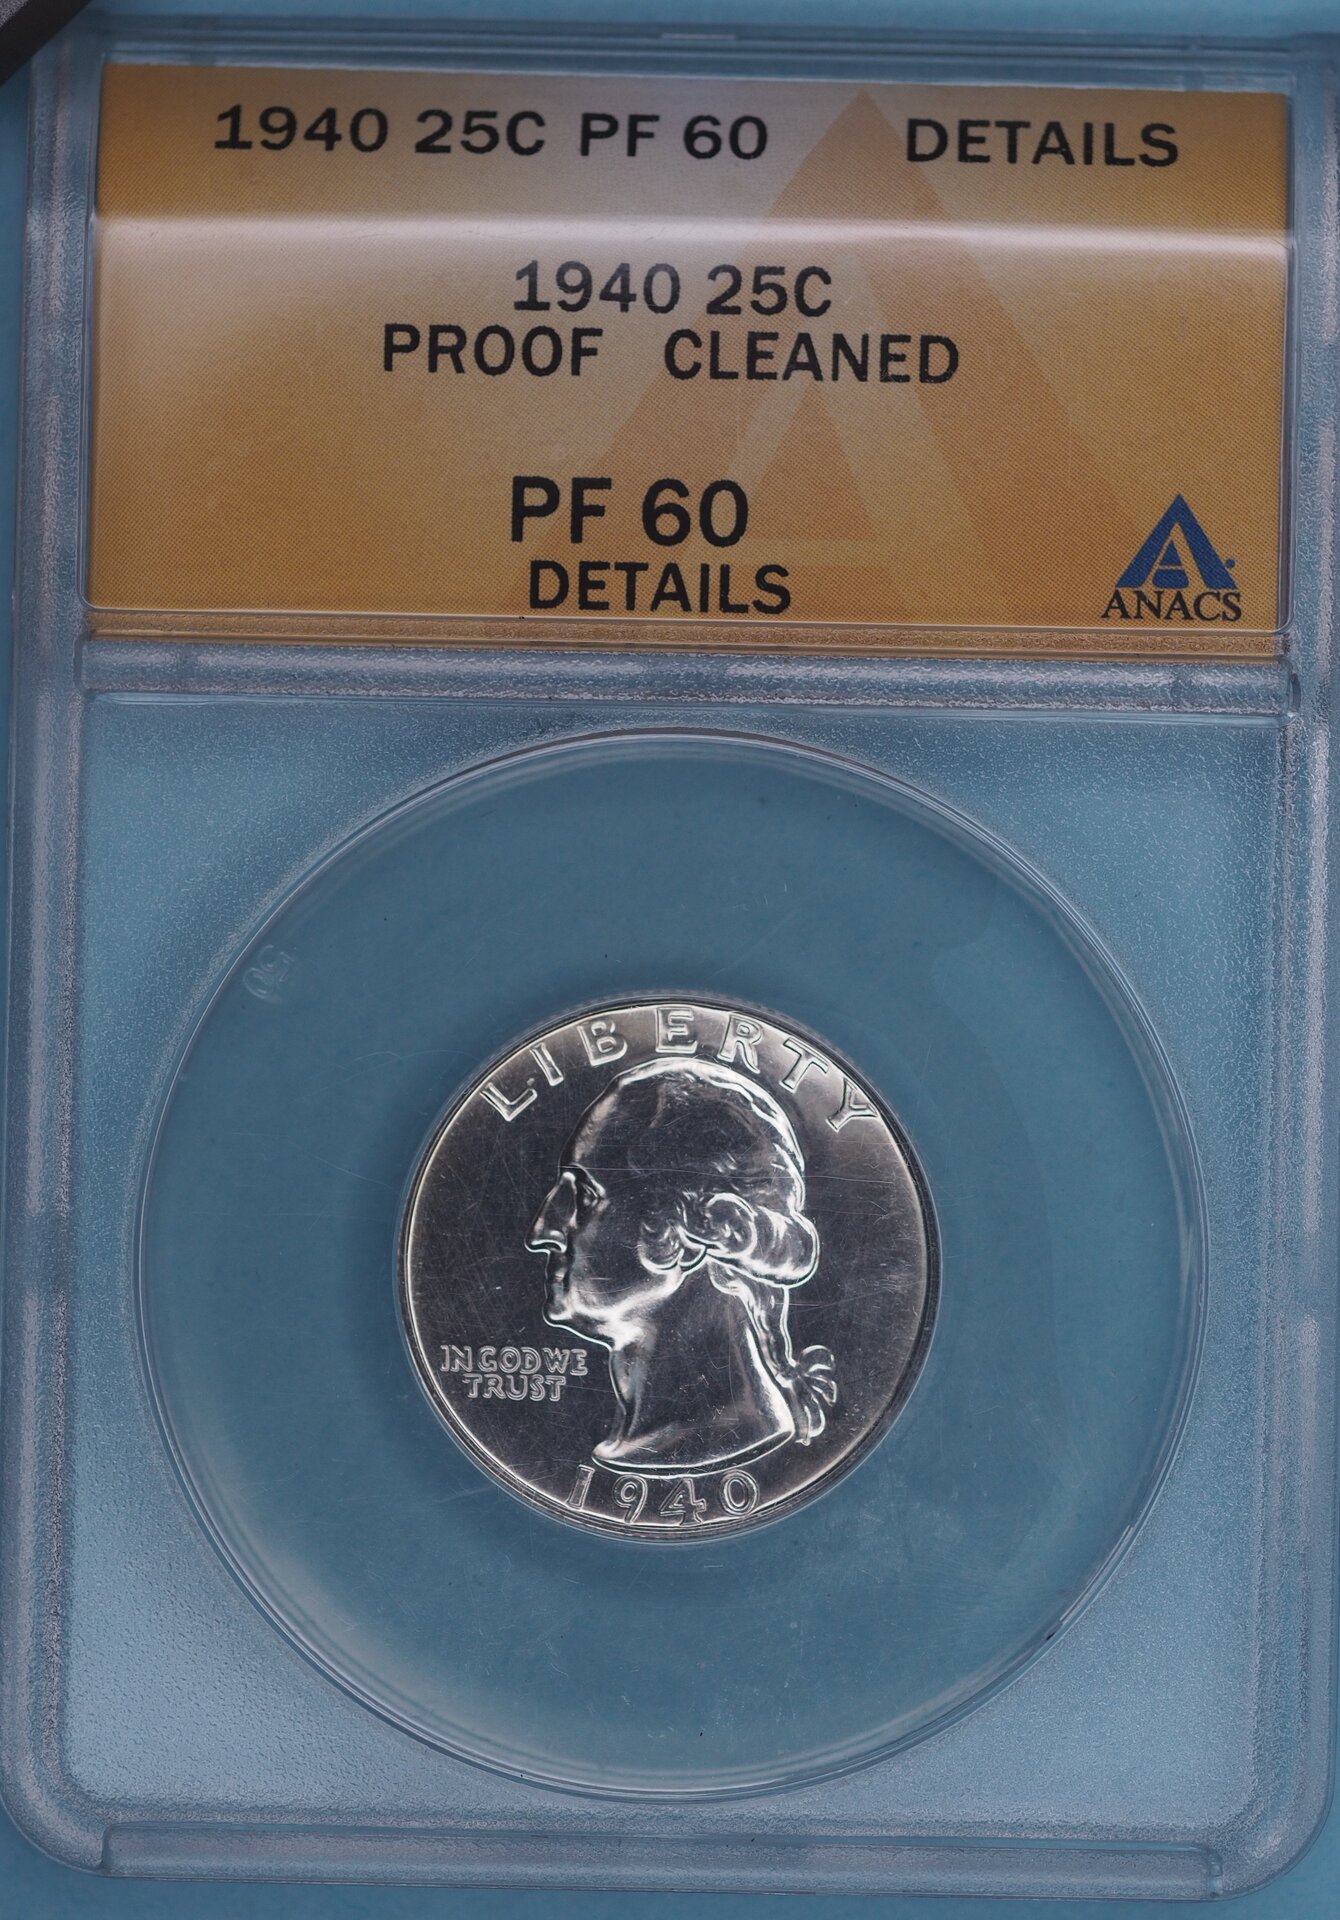 1940 25C PF 60 DETAILS
1940 25C
PROOF CLEANED
PF 60
DETAILS
ANACS
50
LIBERTY
IN GOD WE
TRUST
1940